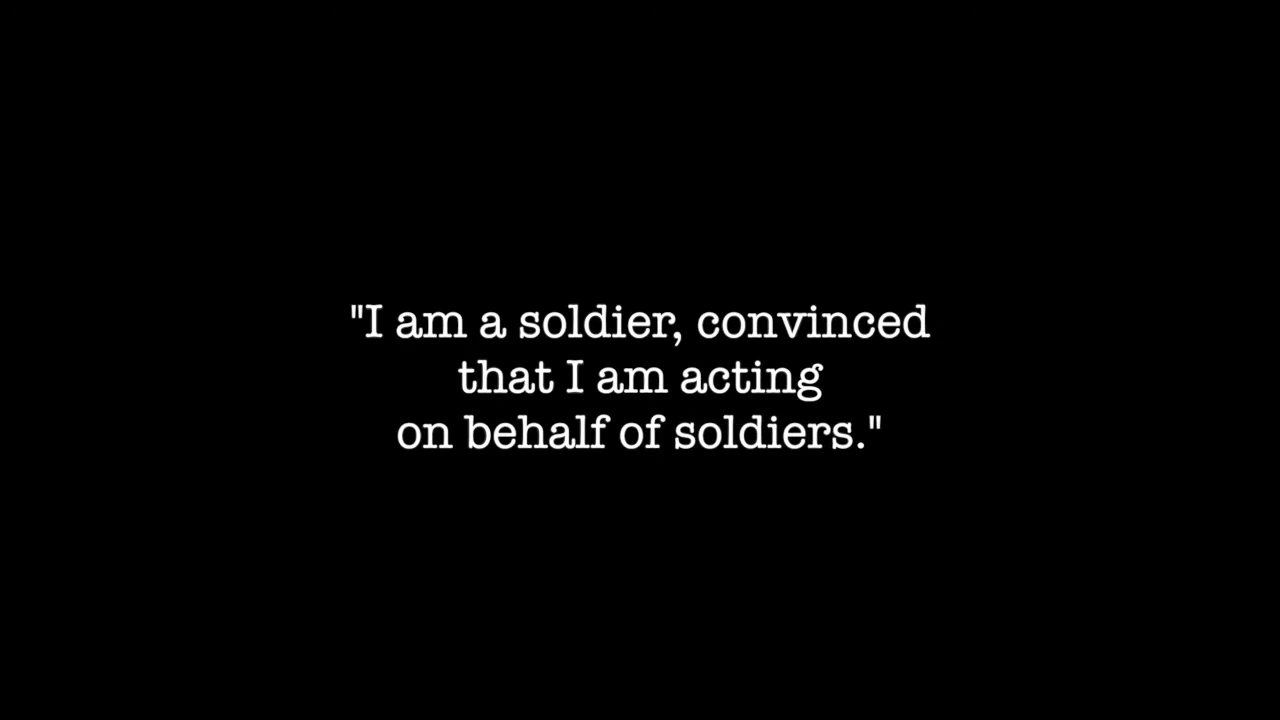 "I am a soldier, convinced
that I am acting
on behalf of soldiers."